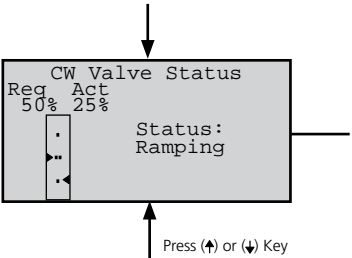 CW Valve Status
Req Act
50% 25%
Status:
Ramping
Press (↑) or (↓) Key